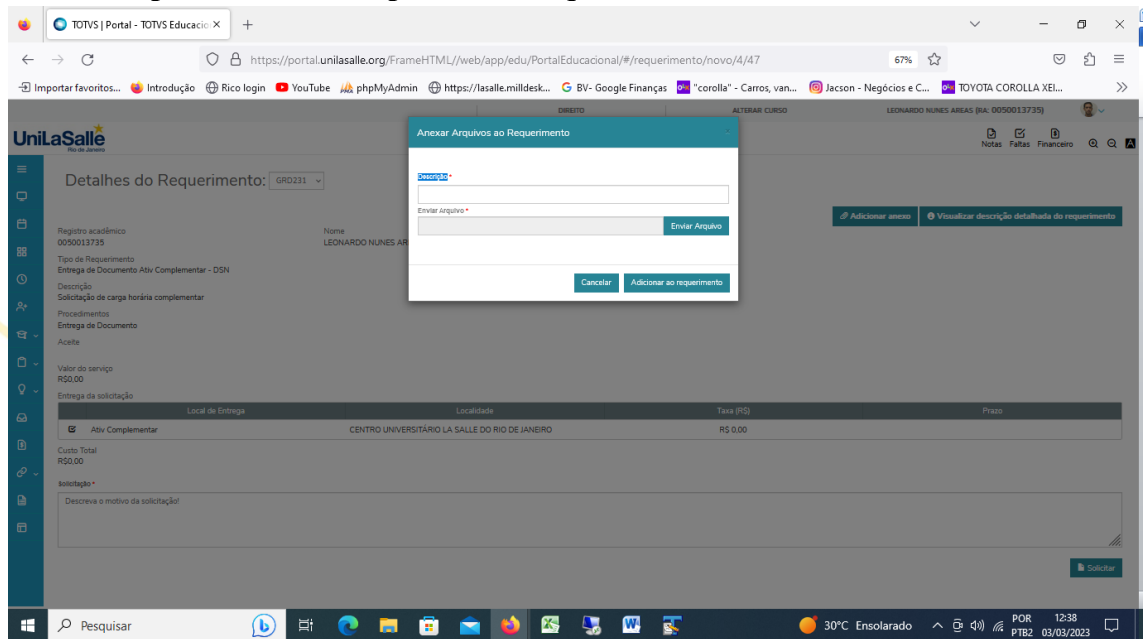 TOTVS | Portal - TOTVS Educacio
https://portal.unilasalle.org/FrameHTML//web/app/edu/PortalEducacional/#/requerimento/novo/4/47
67%
Importar favoritos... Introdução Rico login YouTube phpMyAdmin https://lasalle.milldesk... BV- Google Finanças "corolla" - Carros, van... Jacson - Negócios e C... TOYOTA COROLLA XEI...
DIREITO ALTERAR CURSO LEONARDO NUNES AREAS (RA: 0050013735)
UniLaSalle
Rio de Janeiro
Notas Faltas Financeiro
Anexar Arquivos ao Requerimento
Descrição *
Enviar Arquivo *
Enviar Arquivo
Cancelar Adicionar ao requerimento
Detalhes do Requerimento: GRD231
Adicionar anexo Visualizar descrição detalhada do requerimento
Registro acadêmico Nome
0050013735 LEONARDO NUNES AR
Tipo de Requerimento
Entrega de Documento Ativ Complementar - DSN
Descrição
Solicitação de carga horária complementar
Procedimentos
Entrega de Documento
Aceite
Valor do serviço
R$0,00
Entrega da solicitação
Local de Entrega Localidade Taxa (R$) Prazo
Ativ Complementar CENTRO UNIVERSITÁRIO LA SALLE DO RIO DE JANEIRO R$ 0,00
Custo Total
R$0,00
Solicitação *
Descreva o motivo da solicitação!
Solicitar
Pesquisar
30°C Ensolarado
POR 12:38
PTB2 03/03/2023